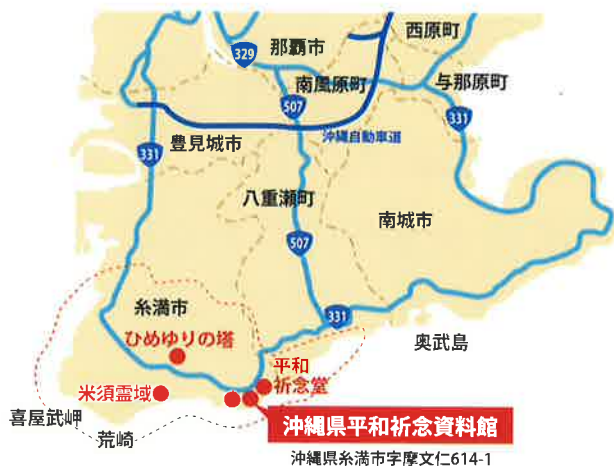 西原町
那覇市
329
南風原町
与那原町
507
331
沖縄自動車道
豊見城市
331
八重瀬町
南城市
507
糸満市
331
ひめゆりの塔
奥武島
平和
祈念堂
米須霊域
喜屋武岬
荒崎
沖縄県平和祈念資料館
沖縄県糸満市字摩文仁614-1